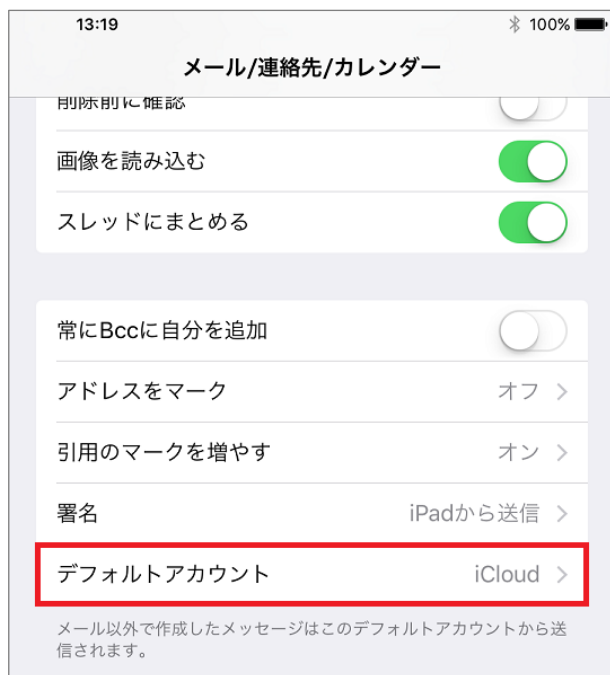 13:19 100%
メール/連絡先/カレンダー
削除前に確認
画像を読み込む
スレッドにまとめる
常にBccに自分を追加
アドレスをマーク オフ
引用のマークを増やす オン
署名 iPadから送信
デフォルトアカウント iCloud
メール以外で作成したメッセージはこのデフォルトアカウントから送
信されます。